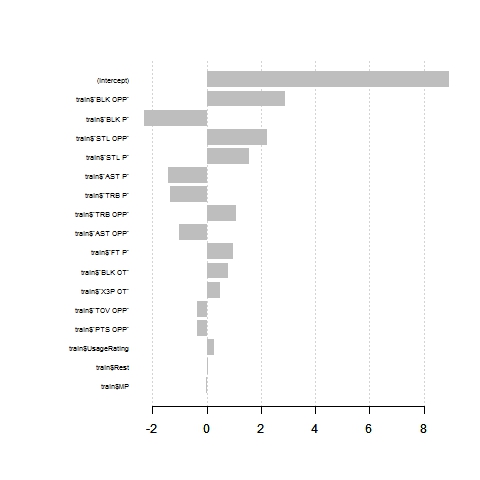 (Intercept)
train$`BLK OPP`
train$`BLK P`
train$`STL OPP`
train$`STL P`
train$`AST P`
train$`TRB P`
train$`TRB OPP`
train$`AST OPP`
train$`FT P`
train$`BLK OT`
train$`X3P OT`
train$`TOV OPP`
train$`PTS OPP`
train$UsageRating
train$Rest
train$MP
-2 0 2 4 6 8